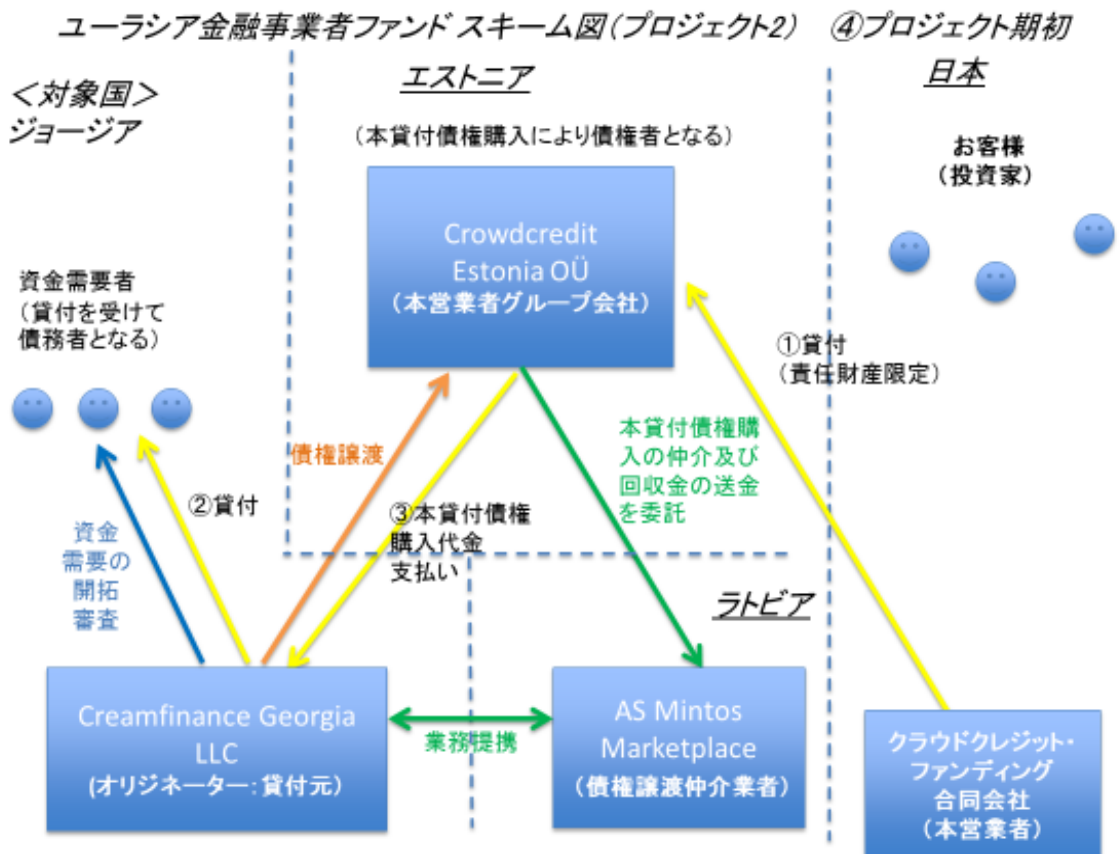 ユーラシア金融事業者ファンド スキーム図(プロジェクト2) ④プロジェクト期初
<対象国>
ジョージア
エストニア
日本
(本貸付債権購入により債権者となる)
お客様
(投資家)
Crowdcredit
Estonia OÜ
(本営業者グループ会社)
資金需要者
(貸付を受けて
債務者となる)
①貸付
(責任財産限定)
債権譲渡
本貸付債権購
入の仲介及び
回収金の送金
を委託
②貸付
③本貸付債権
購入代金
支払い
資金
需要の
開拓
審査
ラトビア
Creamfinance Georgia
LLC
(オリジネーター:貸付元)
業務提携
AS Mintos
Marketplace
(債権譲渡仲介業者)
クラウドクレジット・
ファンディング
合同会社
(本営業者)